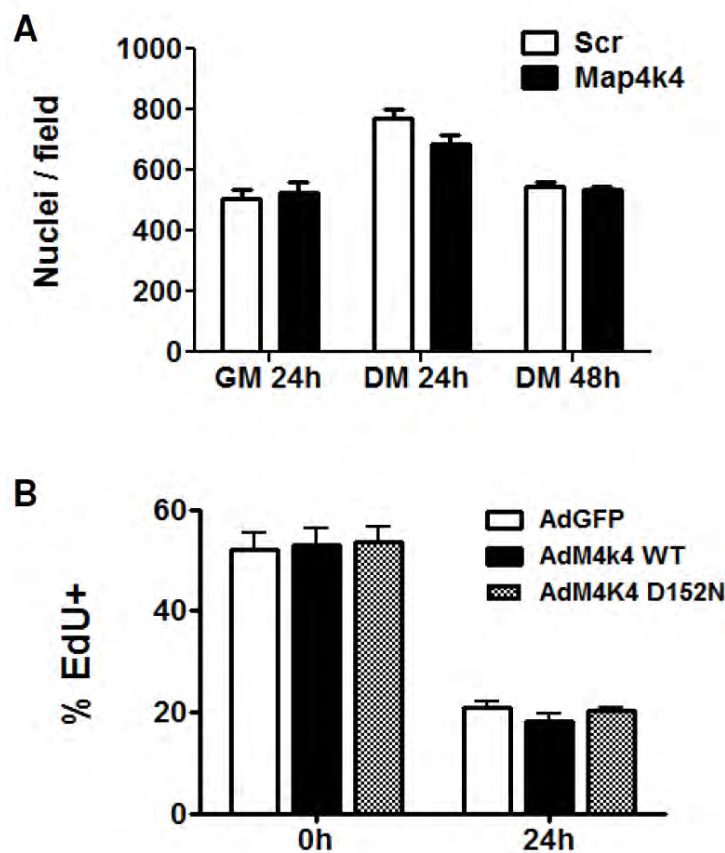 A
Nuclei / field
1000
800
600
400
200
0
Scr
Map4k4
GM 24h
DM 24h
DM 48h
B
% EdU+
60
40
20
0
AdGFP
AdM4k4 WT
AdM4K4 D152N
0h
24h